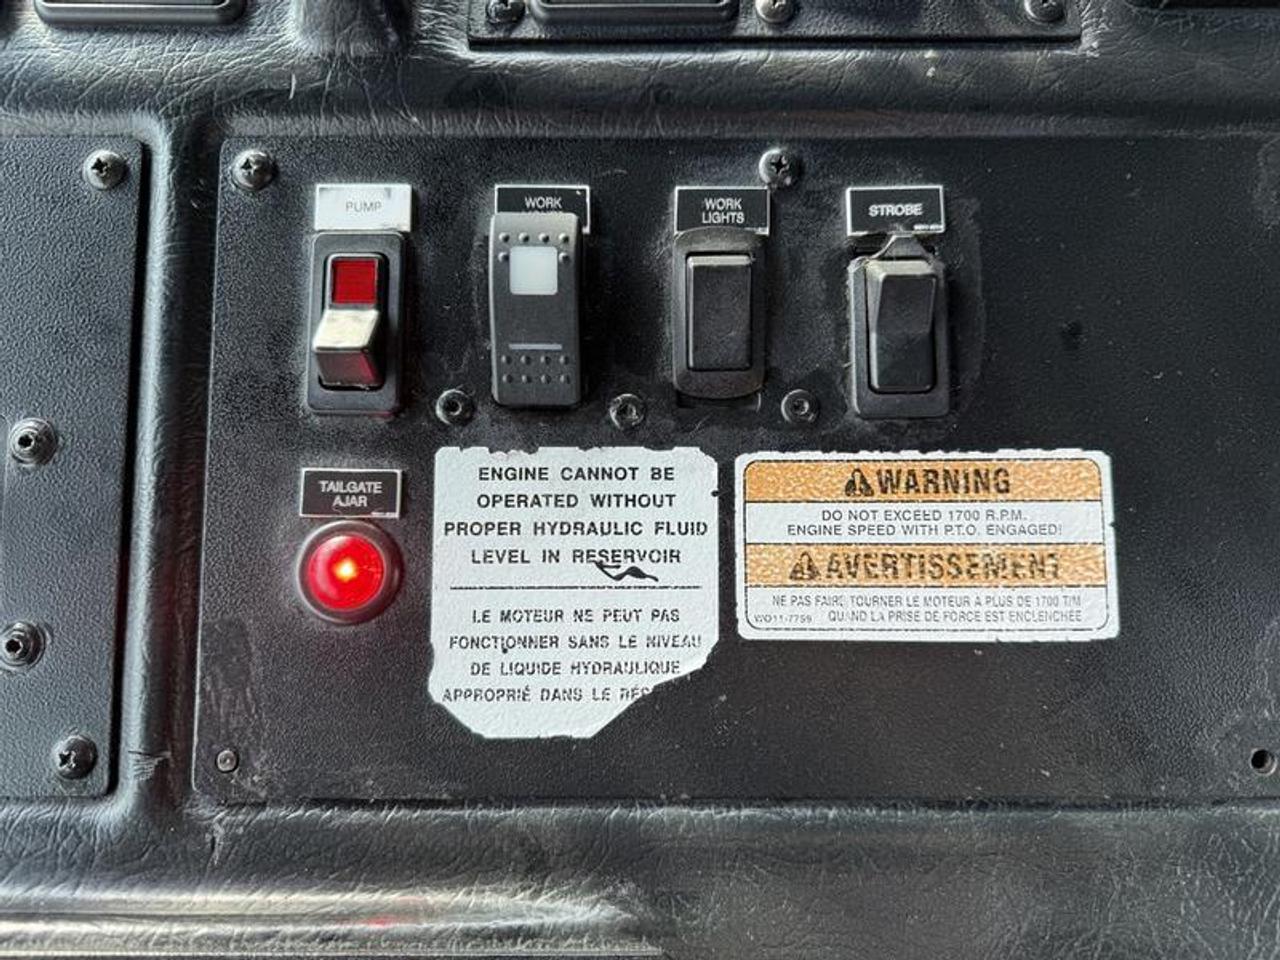 PUMP
WORK
WORK
LIGHTS
STROBE
TAILGATE
AJAR
ENGINE CANNOT BE
OPERATED WITHOUT
PROPER HYDRAULIC FLUID
LEVEL IN RESERVOIR
LE MOTEUR NE PEUT PAS
FONCTIONNER SANS LE NIVEAU
DE LIQUIDE HYDRAULIQUE
APPROPRIÉ DANS LE
WARNING
DO NOT EXCEED 1700 R.P.M.
ENGINE SPEED WITH P.T.O. ENGAGED!
AVERTISSEMENT
NE PAS FAIRE TOURNER LE MOTEUR A PLUS DE 1700 T/M
QUAND LA PRISE DE FORCE EST ENCLENCHÉE
WO11-7759